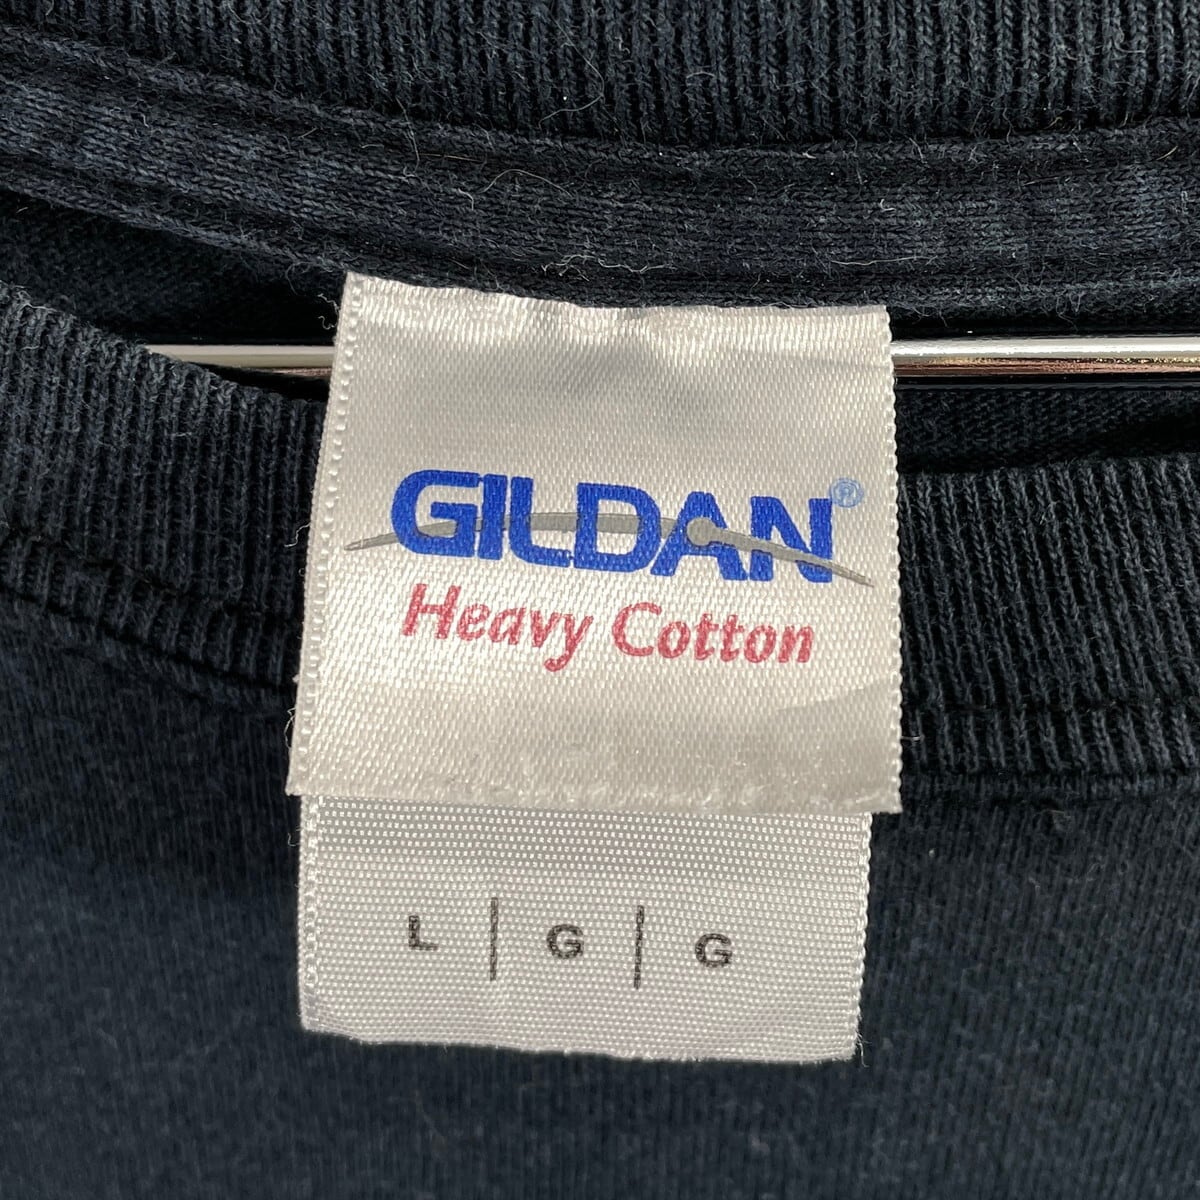 GILDAN®
Heavy Cotton
L | G | G